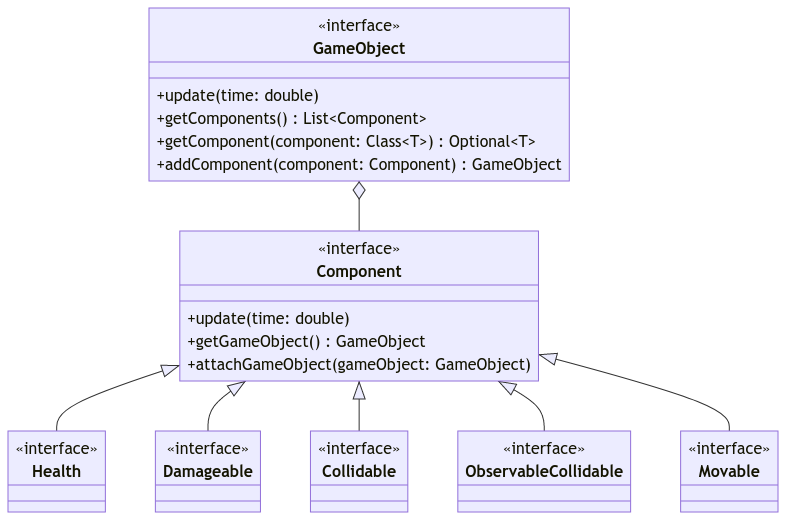 «interface»
GameObject
+update(time: double)
+getComponents() : List<Component>
+getComponent(component: Class<T>) : Optional<T>
+addComponent(component: Component) : GameObject
«interface»
Component
+update(time: double)
+getGameObject() : GameObject
+attachGameObject(gameObject: GameObject)
«interface»
Health
«interface»
Damageable
«interface»
Collidable
«interface»
ObservableCollidable
«interface»
Movable